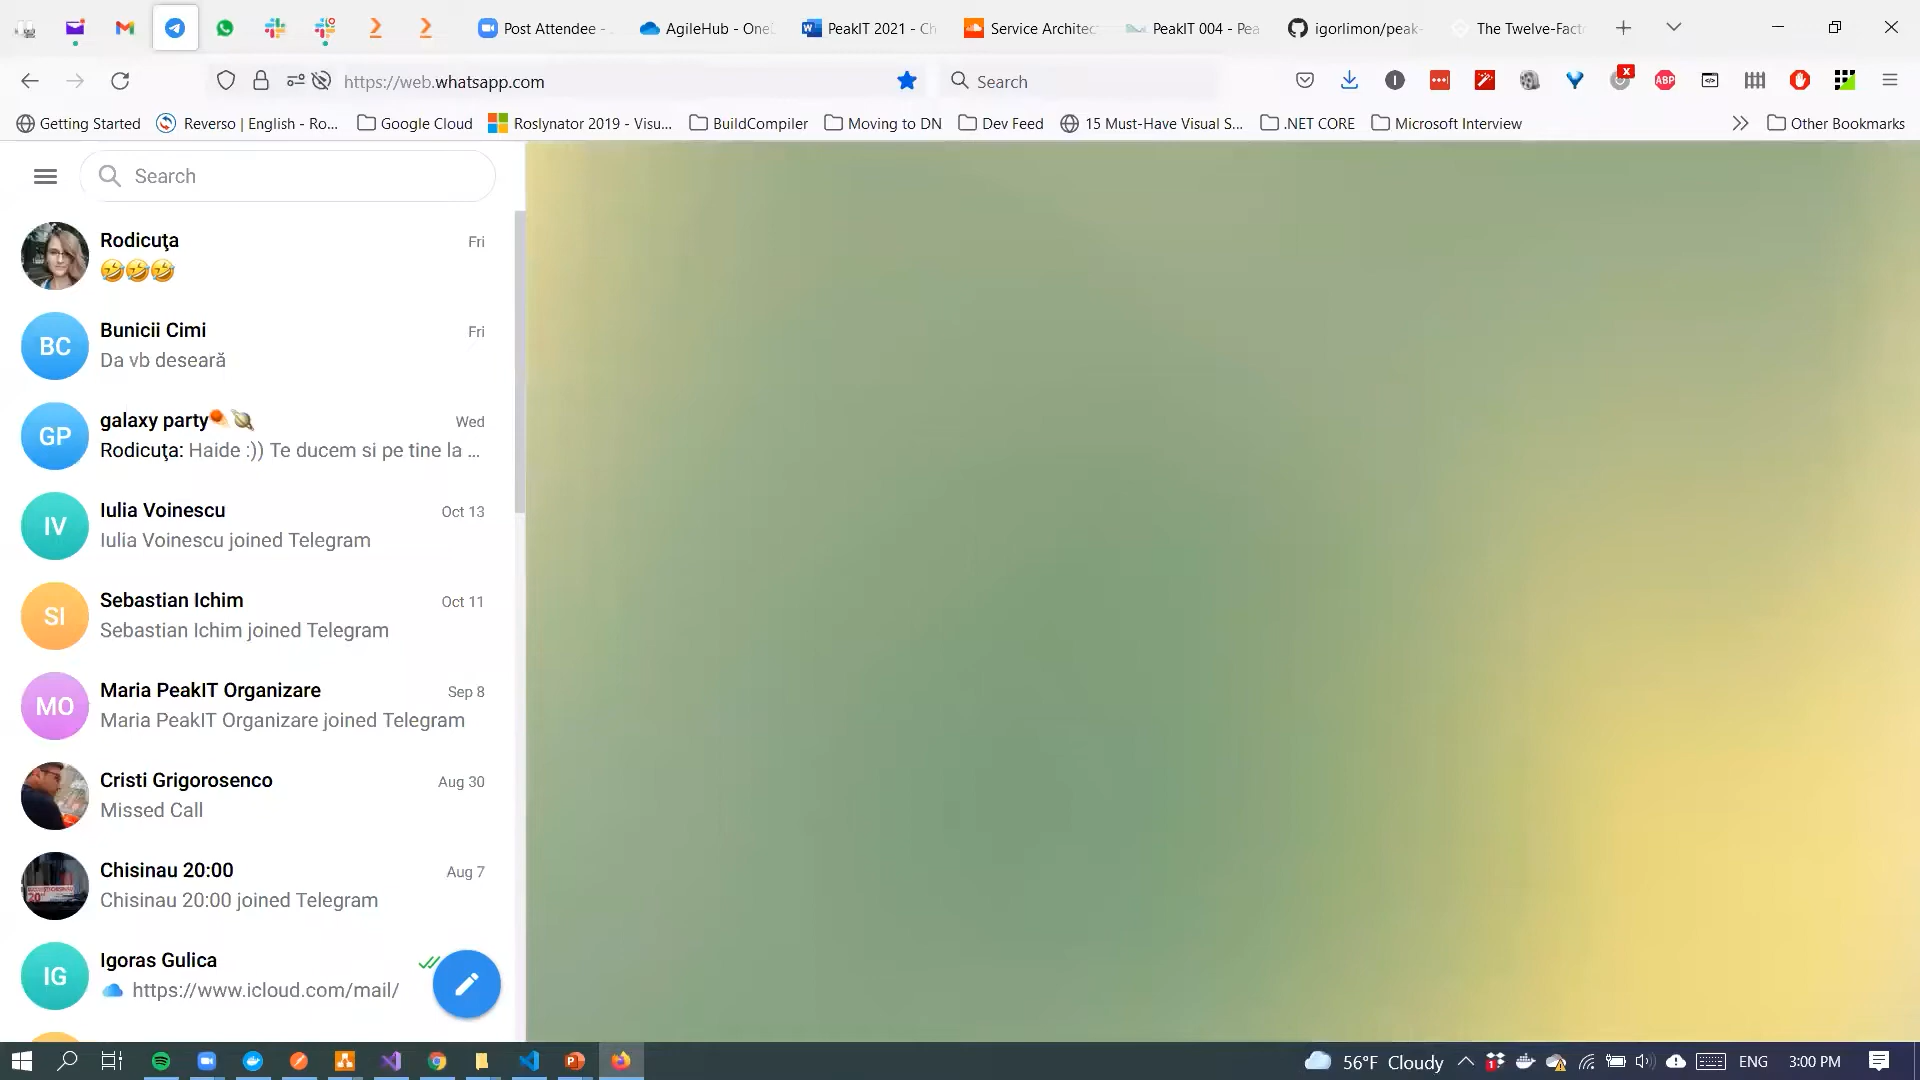 Post Attendee -
AgileHub - OneD
PeakIT 2021 - Ch
Service Architec
PeakIT 004 - Pea
igorlimon/peak-
The Twelve-Facto
https://web.whatsapp.com
Search
ABP
Getting Started
Reverso | English - Ro...
Google Cloud
Roslynator 2019 - Visu...
BuildCompiler
Moving to DN
Dev Feed
15 Must-Have Visual S...
.NET CORE
Microsoft Interview
Other Bookmarks
Search
Rodicuţa Fri
🤣🤣🤣
BC
Bunicii Cimi Fri
Da vb deseară
GP
galaxy party☄️🪐 Wed
Rodicuţa: Haide :)) Te ducem si pe tine la ...
IV
Iulia Voinescu Oct 13
Iulia Voinescu joined Telegram
SI
Sebastian Ichim Oct 11
Sebastian Ichim joined Telegram
MO
Maria PeakIT Organizare Sep 8
Maria PeakIT Organizare joined Telegram
Cristi Grigorosenco Aug 30
Missed Call
Chisinau 20:00 Aug 7
Chisinau 20:00 joined Telegram
IG
Igoras Gulica
https://www.icloud.com/mail/
56°F Cloudy
ENG
3:00 PM